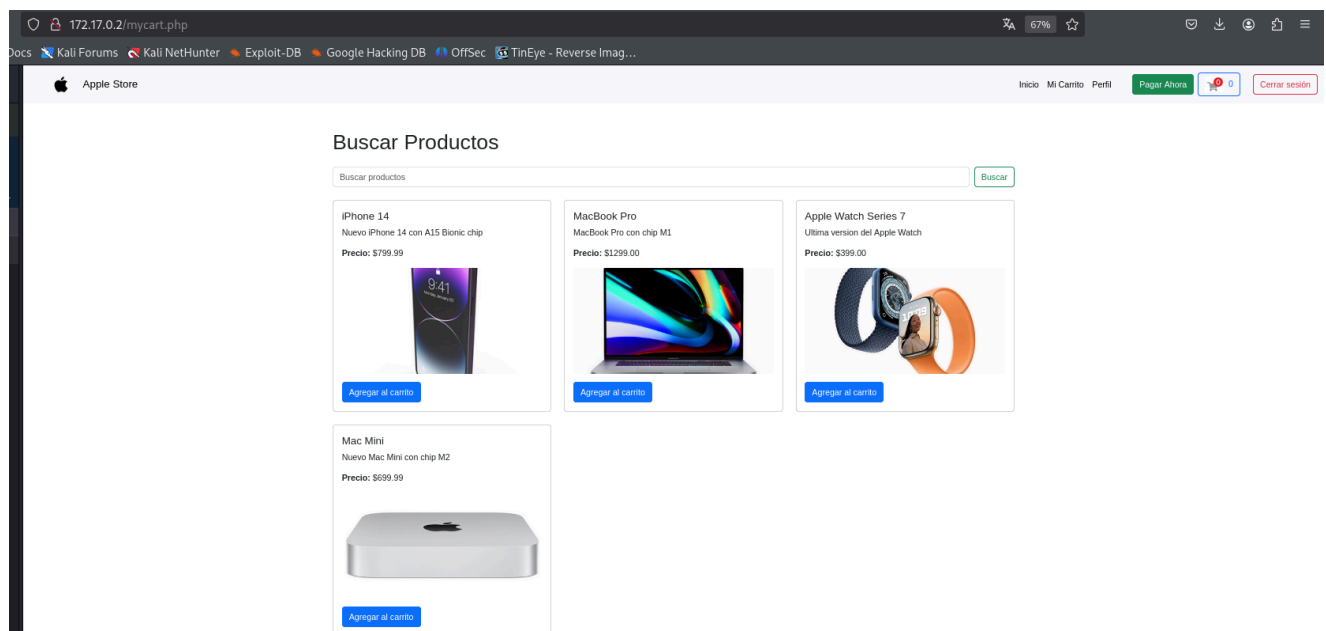 172.17.0.2/mycart.php 67%
Docs Kali Forums Kali NetHunter Exploit-DB Google Hacking DB OffSec TinEye - Reverse Imag...
Apple Store Inicio Mi Carrito Perfil Pagar Ahora 0 0 Cerrar sesión
Buscar Productos
Buscar productos Buscar
iPhone 14
Nuevo iPhone 14 con A15 Bionic chip
Precio: $799.99
9:41
Agregar al carrito
MacBook Pro
MacBook Pro con chip M1
Precio: $1299.00
Agregar al carrito
Apple Watch Series 7
Ultima version del Apple Watch
Precio: $399.00
Agregar al carrito
Mac Mini
Nuevo Mac Mini con chip M2
Precio: $699.99
Agregar al carrito